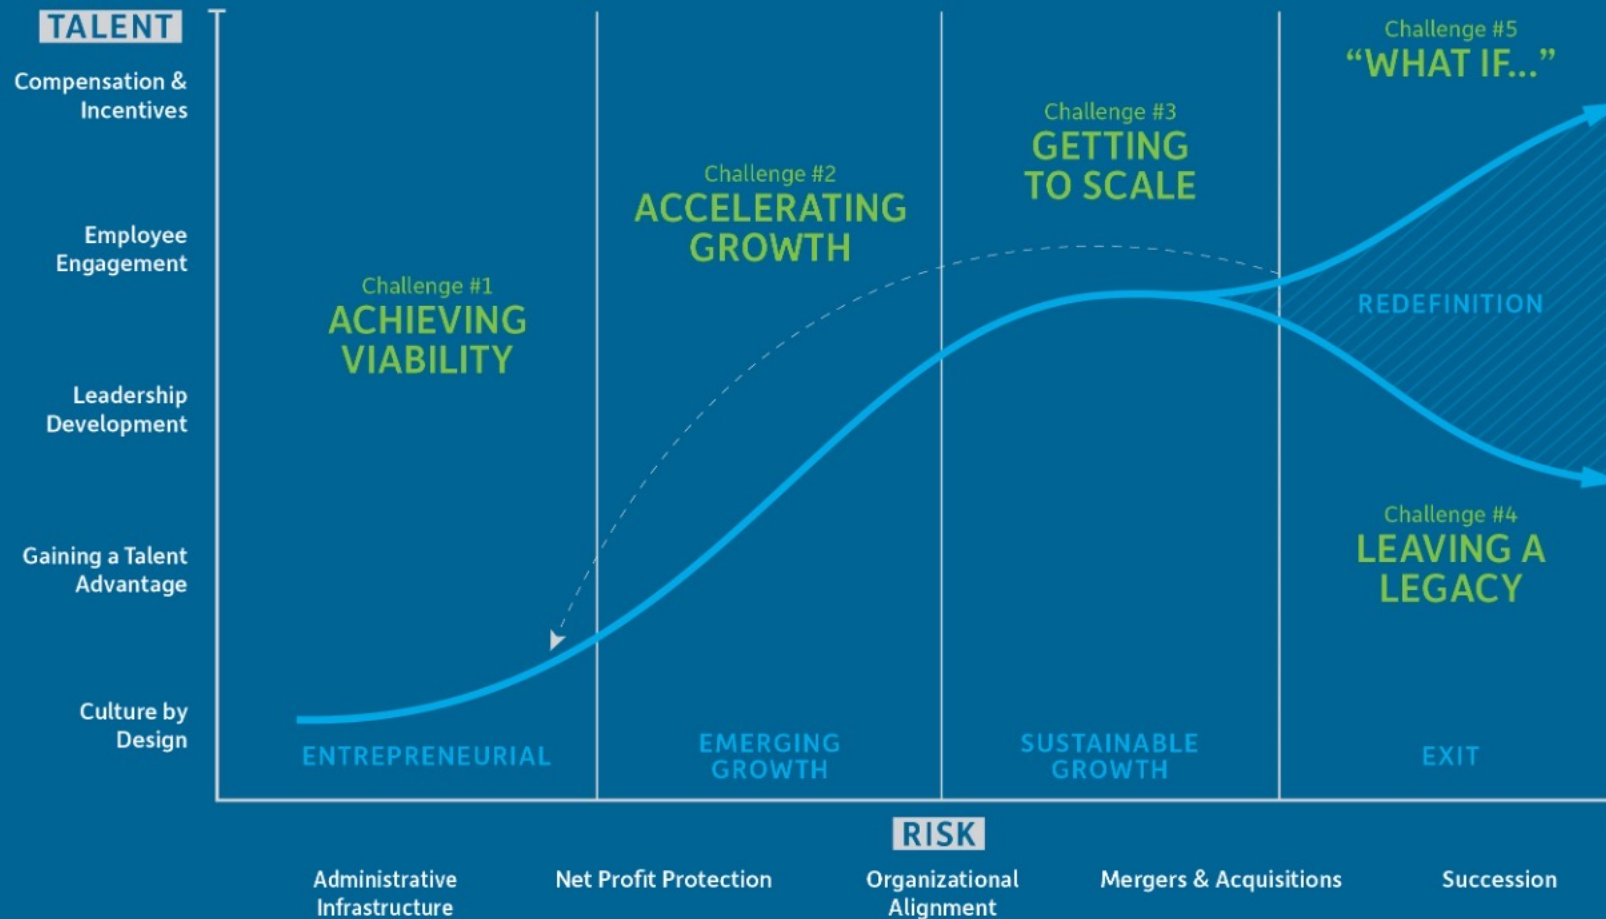 TALENT
Compensation &
Incentives
Employee
Engagement
Leadership
Development
Gaining a Talent
Advantage
Culture by
Design
Challenge #1
ACHIEVING
VIABILITY
Challenge #2
ACCELERATING
GROWTH
Challenge #3
GETTING
TO SCALE
Challenge #5
“WHAT IF...”
REDEFINITION
Challenge #4
LEAVING A
LEGACY
ENTREPRENEURIAL
EMERGING
GROWTH
SUSTAINABLE
GROWTH
EXIT
RISK
Administrative
Infrastructure
Net Profit Protection
Organizational
Alignment
Mergers & Acquisitions
Succession